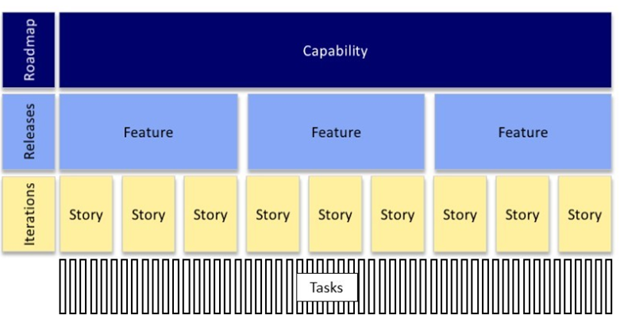 Roadmap
Capability
Releases
Feature
Feature
Feature
Iterations
Story
Story
Story
Story
Story
Story
Story
Story
Story
Tasks